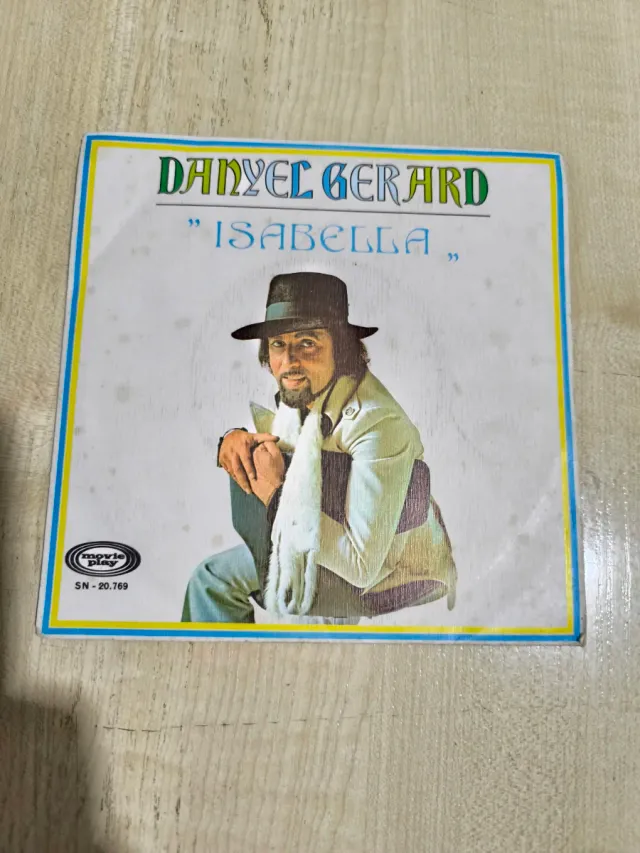 DANYEL GERARD
" ISABELLA „
movie
play
SN - 20.769